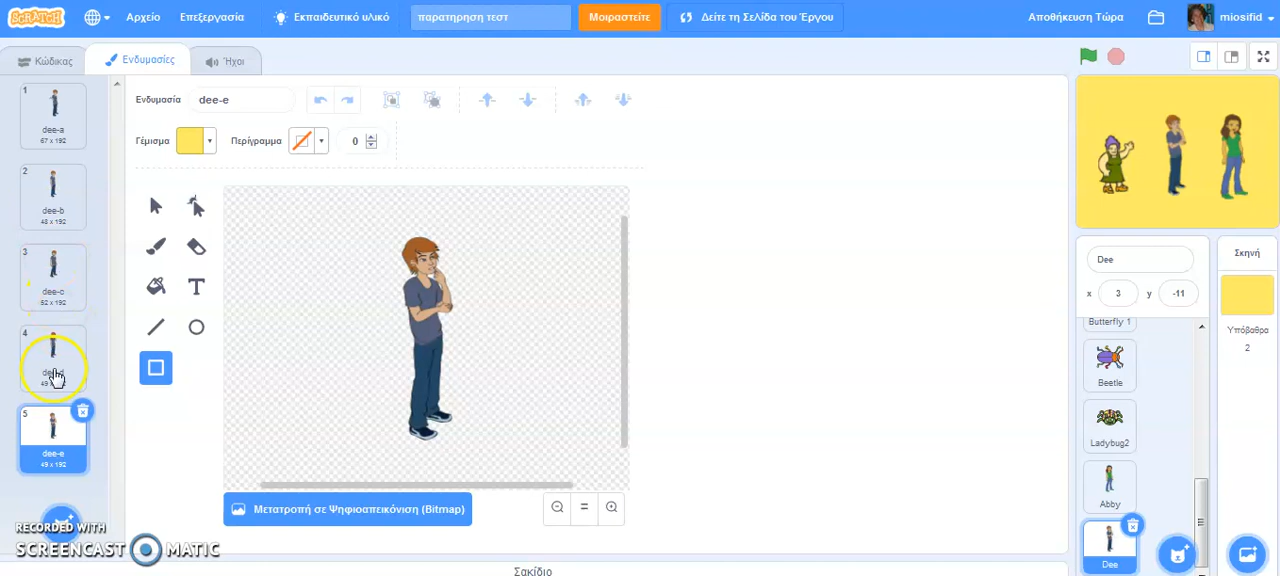 SCRATCH
Αρχείο
Επεξεργασία
Εκπαιδευτικό υλικό
παρατηρηση τεστ
Μοιραστείτε
Δείτε τη Σελίδα του Έργου
Αποθήκευση Τώρα
miosifid
Κώδικας
Ενδυμασίες
Ήχοι
1
dee-a
67 x 192
2
dee-b
48 x 192
3
dee-c
52 x 192
4
5
dee-e
49 x 192
Ενδυμασία
dee-e
Γέμισμα
Περίγραμμα
0
T
Μετατροπή σε Ψηφιοαπεικόνιση (Bitmap)
Dee
x
3
y
-11
Butterfly 1
Beetle
Ladybug2
Abby
Dee
Σκηνή
Υπόβαθρα
2
RECORDED WITH
SCREENCAST MATIC
Σακίδιο